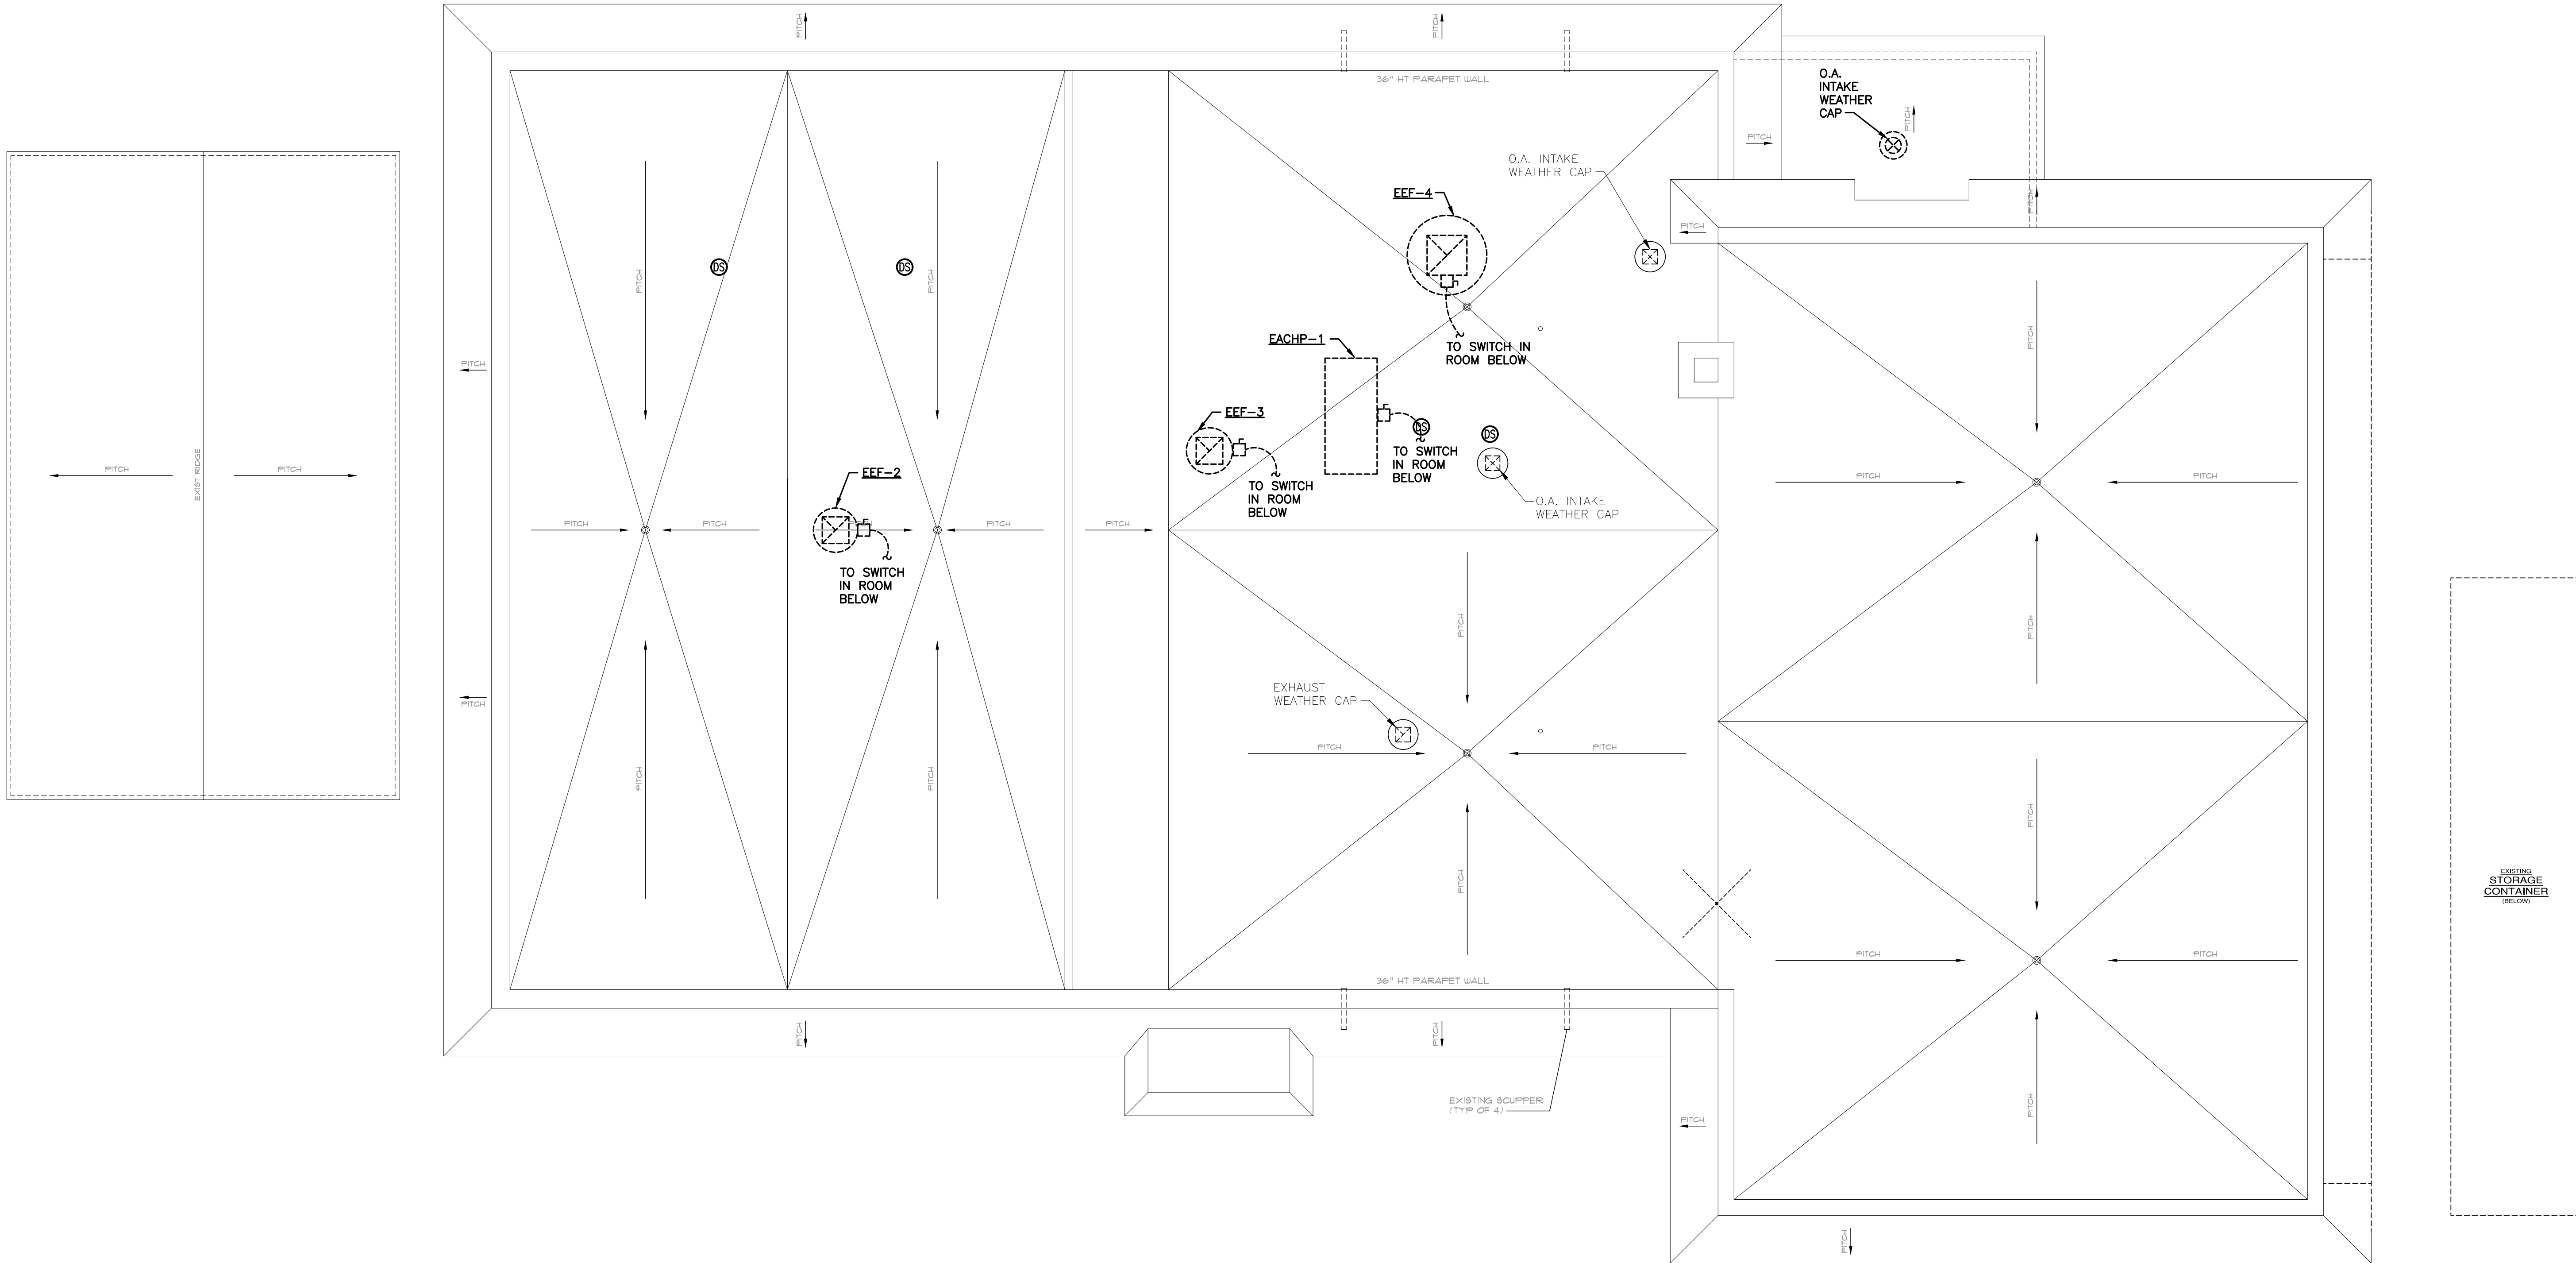 PITCH
PITCH
36" HT PARAPET WALL
O.A.
INTAKE
WEATHER
CAP
PITCH
PITCH
O.A. INTAKE
WEATHER CAP
EEF-4
PITCH
PITCH
DS
DS
PITCH
PITCH
EACHP-1
TO SWITCH IN
ROOM BELOW
PITCH
PITCH
EEF-3
DS
DS
TO SWITCH
IN ROOM
BELOW
TO SWITCH
IN ROOM
BELOW
O.A. INTAKE
WEATHER CAP
EEF-2
TO SWITCH
IN ROOM
BELOW
PITCH
EXIST RIDGE
PITCH
PITCH
PITCH
PITCH
PITCH
PITCH
PITCH
PITCH
PITCH
PITCH
EXHAUST
WEATHER CAP
PITCH
PITCH
PITCH
PITCH
PITCH
PITCH
PITCH
EXISTING
STORAGE
CONTAINER
(BELOW)
PITCH
PITCH
PITCH
36" HT PARAPET WALL
PITCH
PITCH
EXISTING SCUPPER
(TYP OF 4)
PITCH
PITCH
PITCH